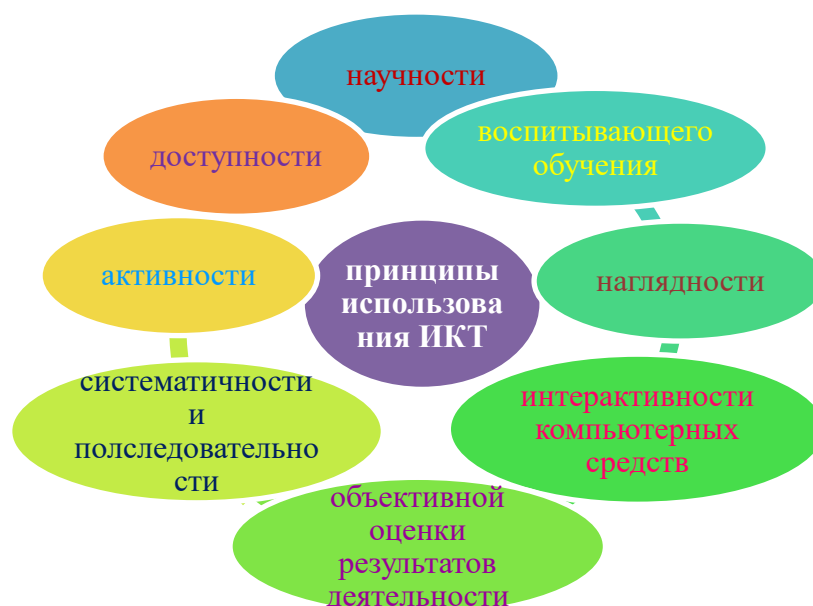 научности
воспитывающего
обучения
доступности
наглядности
активности
принципы
использова
ния ИКТ
интерактивности
компьютерных
средств
систематичности
и
полследовательно
сти
объективной
оценки
результатов
деятельности